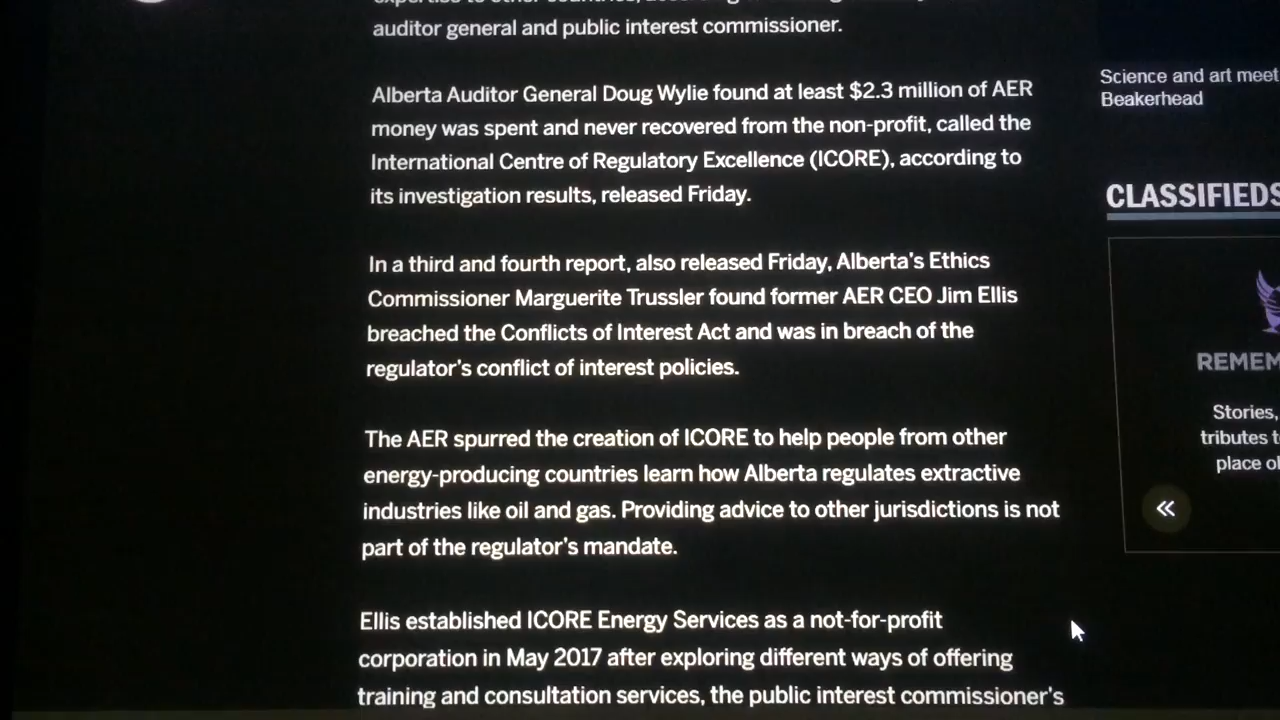 auditor general and public interest commissioner.
Alberta Auditor General Doug Wylie found at least $2.3 million of AER
money was spent and never recovered from the non-profit, called the
International Centre of Regulatory Excellence (ICORE), according to
its investigation results, released Friday.
In a third and fourth report, also released Friday, Alberta's Ethics
Commissioner Marguerite Trussler found former AER CEO Jim Ellis
breached the Conflicts of Interest Act and was in breach of the
regulator's conflict of interest policies.
The AER spurred the creation of ICORE to help people from other
energy-producing countries learn how Alberta regulates extractive
industries like oil and gas. Providing advice to other jurisdictions is not
part of the regulator's mandate.
Ellis established ICORE Energy Services as a not-for-profit
corporation in May 2017 after exploring different ways of offering
training and consultation services, the public interest commissioner's
Science and art meet
Beakerhead
CLASSIFIEDS
REMEM
Stories,
tributes t
place o